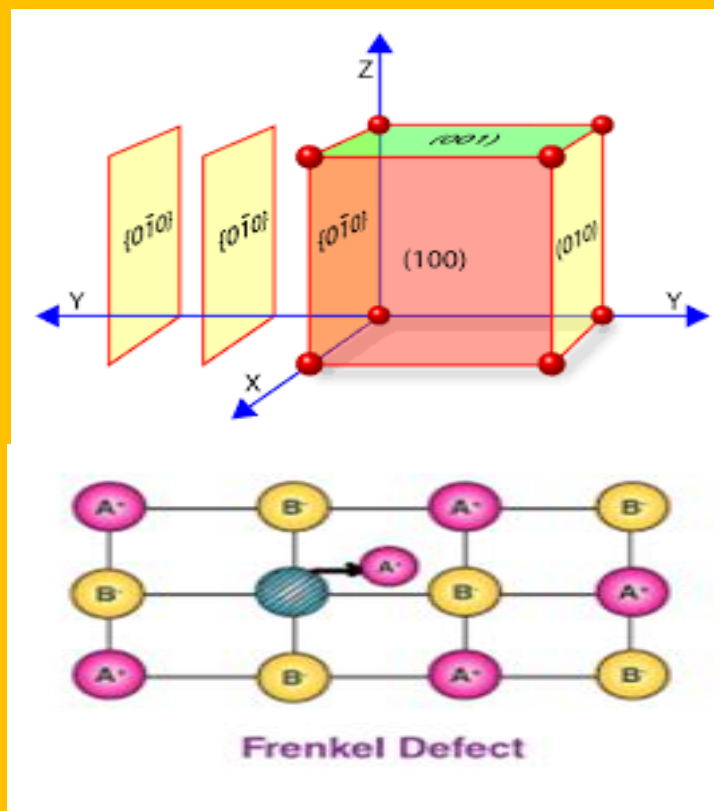 Z
(001)
{01̄0} {01̄0} {01̄0} (100) (010)
Y Y
X
A⁺ B⁻ A⁺ B⁻
A⁺
B⁻ B⁻ A⁺
A⁺ B⁻ A⁺ B⁻
Frenkel Defect